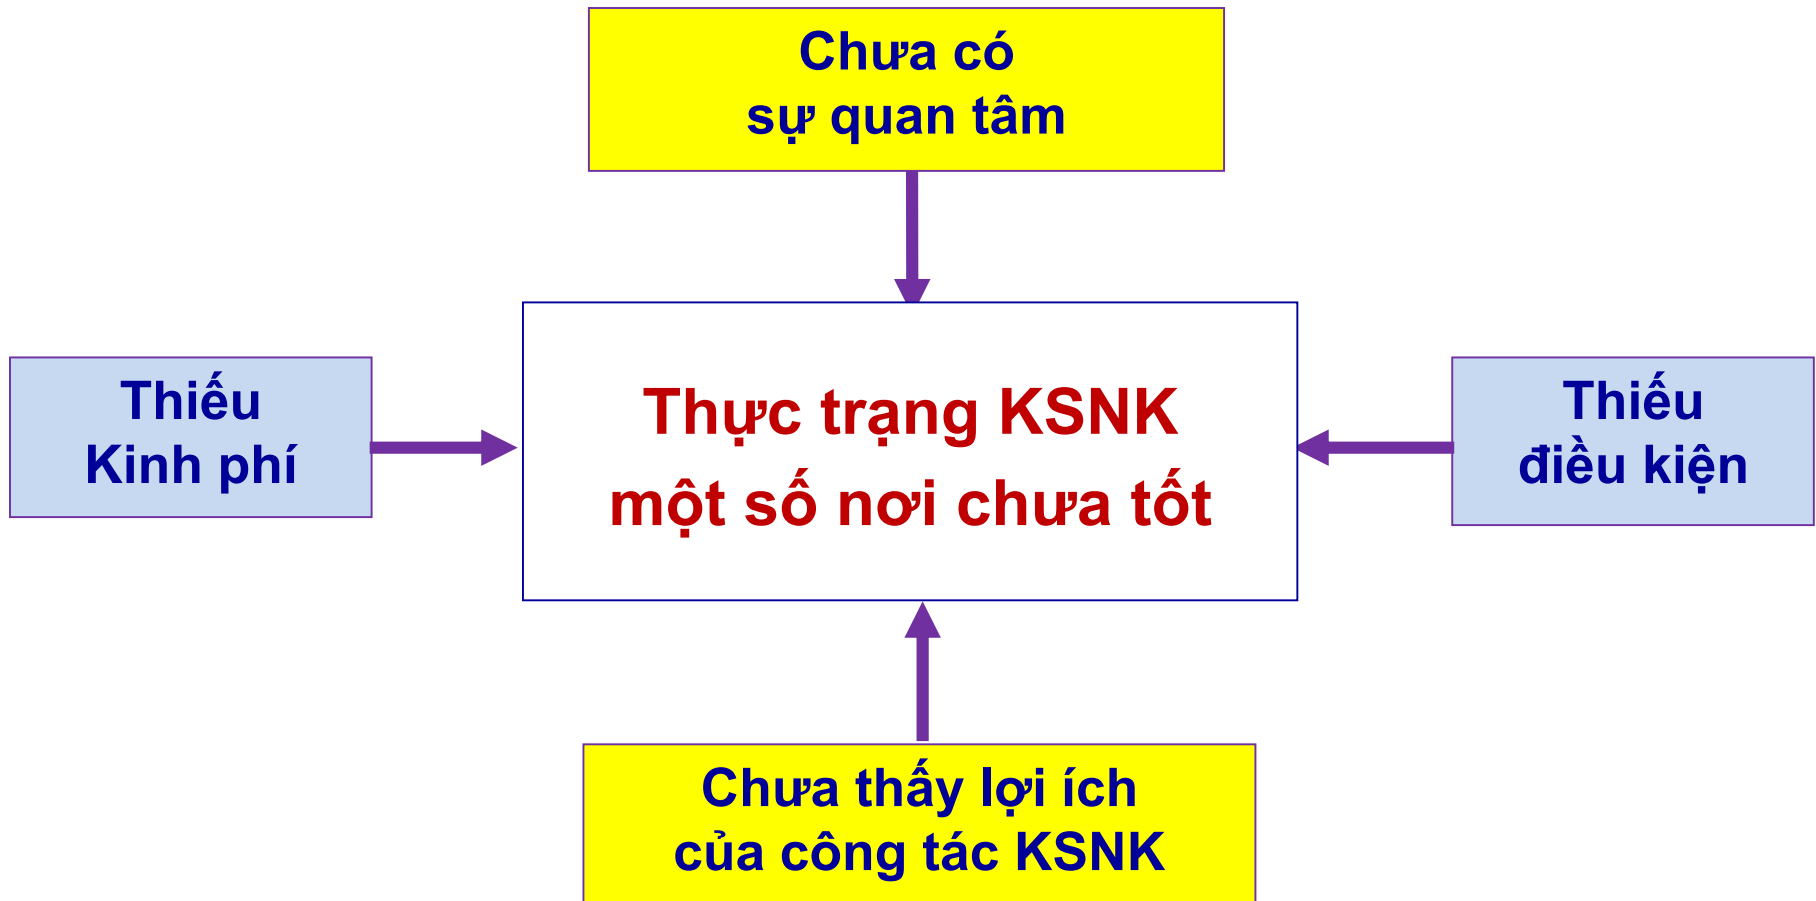 Chưa có
sự quan tâm
Thiếu
Kinh phí
Thực trạng KSNK
một số nơi chưa tốt
Thiếu
điều kiện
Chưa thấy lợi ích
của công tác KSNK